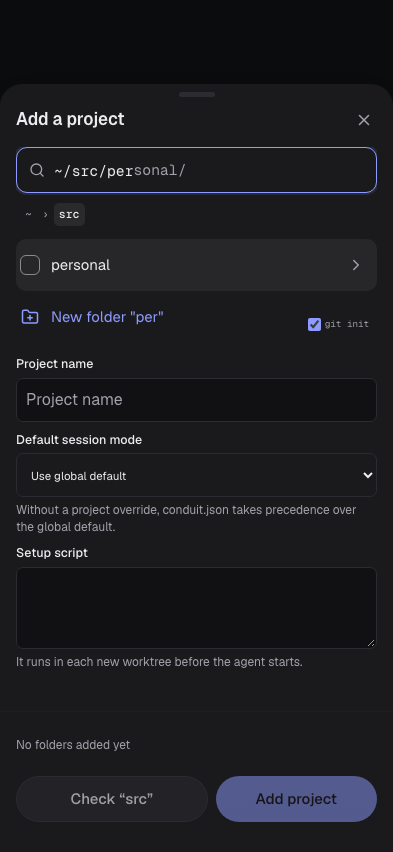 Add a project
~/src/personal/
~ › src
personal
New folder "per"
git init
Project name
Project name
Default session mode
Use global default
Without a project override, conduit.json takes precedence over
the global default.
Setup script
It runs in each new worktree before the agent starts.
No folders added yet
Check “src”
Add project